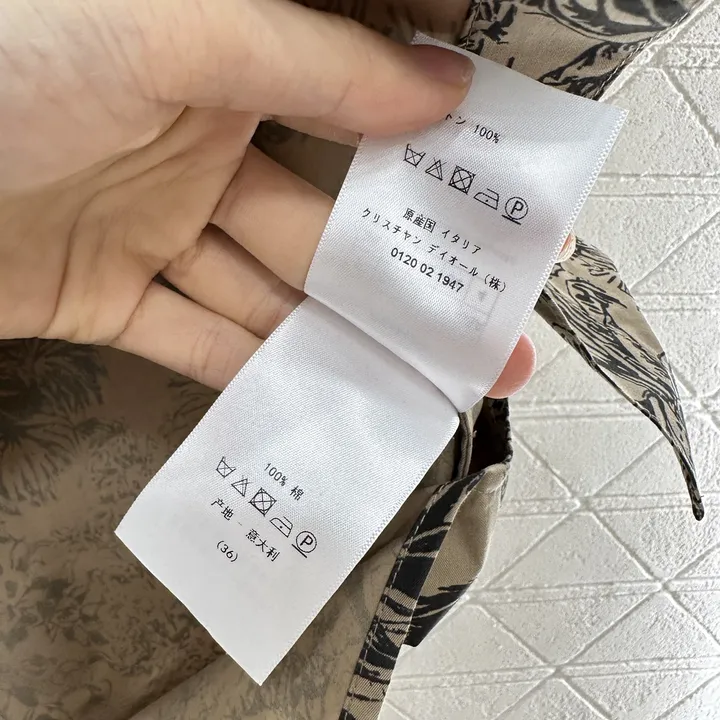 トン 100%
原産国 イタリア
クリスチャン ディオール (株)
0120 02 1947
100% 棉
产地 - 意大利
(36)